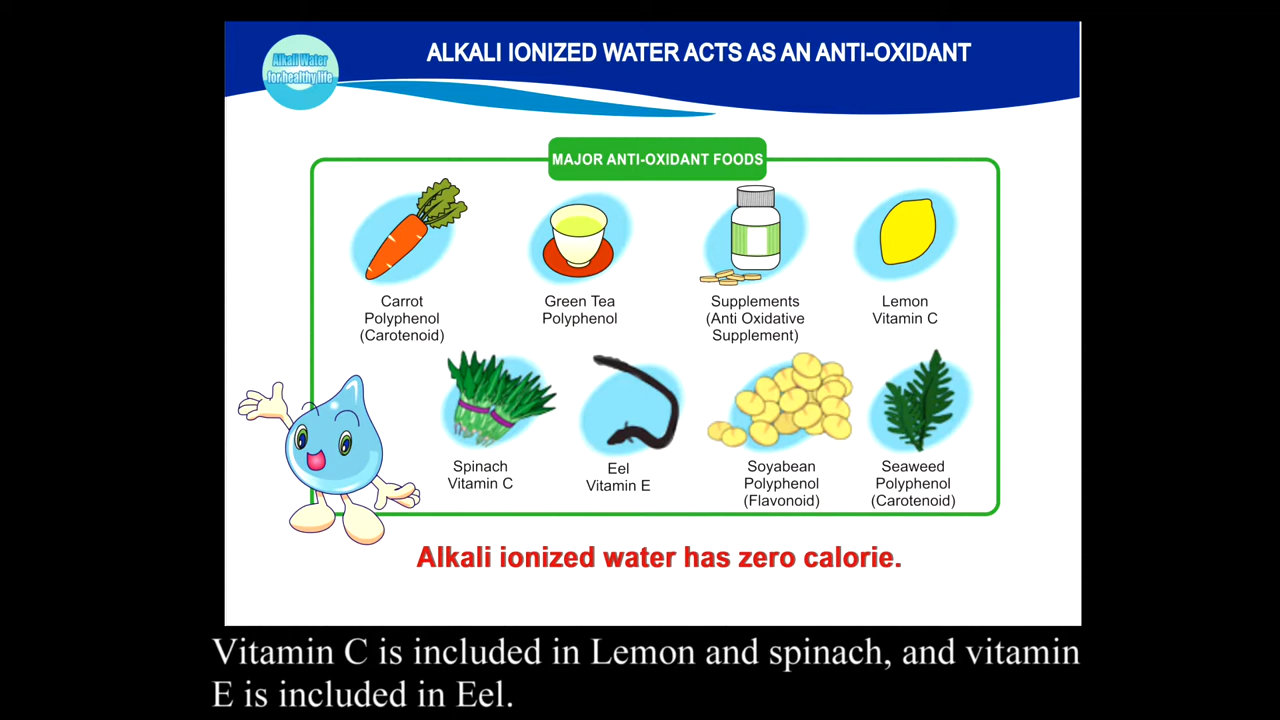 Alkali Water
for healthy life
ALKALI IONIZED WATER ACTS AS AN ANTI-OXIDANT
MAJOR ANTI-OXIDANT FOODS
Carrot
Polyphenol
(Carotenoid)
Green Tea
Polyphenol
Supplements
(Anti Oxidative
Supplement)
Lemon
Vitamin C
Spinach
Vitamin C
Eel
Vitamin E
Soyabean
Polyphenol
(Flavonoid)
Seaweed
Polyphenol
(Carotenoid)
Alkali ionized water has zero calorie.
Vitamin C is included in Lemon and spinach, and vitamin
E is included in Eel.